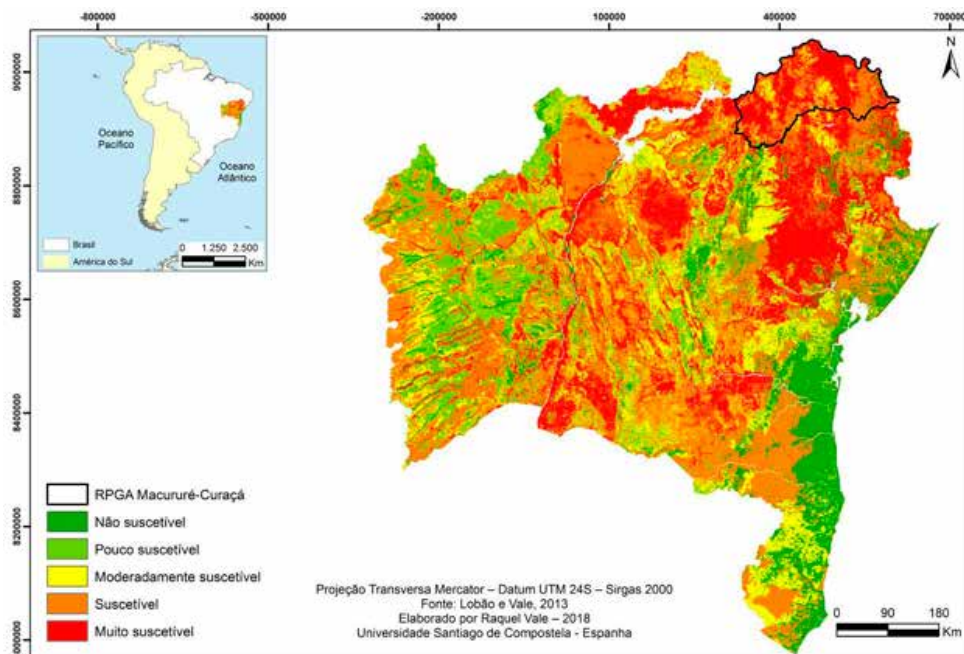 -800000 -500000 -200000 100000 400000 700000
N
9000000
8800000
8600000
8400000
8200000
8000000
Oceano
Pacífico
Oceano
Atlântico
Brasil
América do Sul
0 1.250 2.500
Km
RPGA Macururé-Curaçá
Não suscetível
Pouco suscetível
Moderadamente suscetível
Suscetível
Muito suscetível
Projeção Transversa Mercator – Datum UTM 24S – Sirgas 2000
Fonte: Lobão e Vale, 2013
Elaborado por Raquel Vale – 2018
Universidade Santiago de Compostela - Espanha
0 90 180
Km